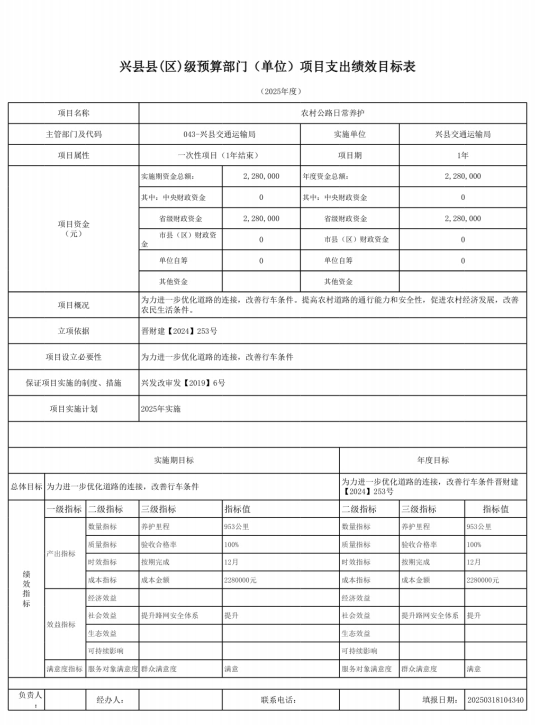 兴县县(区)级预算部门（单位）项目支出绩效目标表
（2025年度）
项目名称 农村公路日常养护
主管部门及代码 043-兴县交通运输局 实施单位 兴县交通运输局
项目属性 一次性项目（1年结束） 项目期 1年
项目资金（元） 实施期资金总额： 2,280,000 年度资金总额： 2,280,000
其中：中央财政资金 0 其中：中央财政资金 0
省级财政资金 2,280,000 省级财政资金 2,280,000
市县（区）财政资金 0 市县（区）财政资金 0
单位自筹 0 单位自筹 0
其他资金 其他资金
项目概况 为力进一步优化道路的连接，改善行车条件、提高农村道路的通行能力和安全性，促进农村经济发展，改善
农民生活条件。
立项依据 晋财建【2024】253号
项目设立必要性 为力进一步优化道路的连接，改善行车条件
保证项目实施的制度、措施 兴发改审发【2019】6号
项目实施计划 2025年实施
实施期目标 年度目标
总体目标 为力进一步优化道路的连接，改善行车条件 为力进一步优化道路的连接，改善行车条件晋财建
【2024】253号
绩效指标 一级指标 二级指标 三级指标 指标值 二级指标 三级指标 指标值
产出指标 数量指标 养护里程 953公里 数量指标 养护里程 953公里
质量指标 验收合格率 100% 质量指标 验收合格率 100%
时效指标 按期完成 12月 时效指标 按期完成 12月
成本指标 成本金额 2280000元 成本指标 成本金额 2280000元
效益指标 经济效益 经济效益
社会效益 提升路网安全体系 提升 社会效益 提升路网安全体系 提升
生态效益 生态效益
可持续影响 可持续影响
满意度指标 服务对象满意度 群众满意度 满意 服务对象满意度 群众满意度 满意
负责人： 经办人： 联系电话： 填报日期： 20250318104340